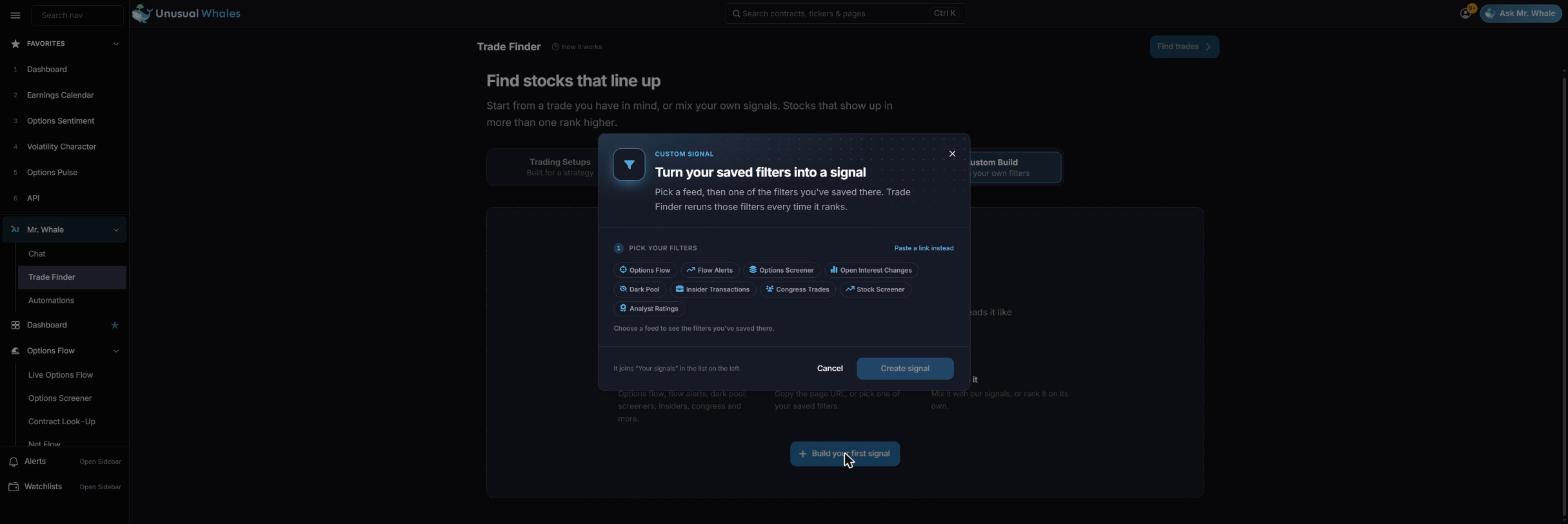 Search nav
Unusual Whales
Search contracts, tickers & pages
Ctrl K
Ask Mr. Whale
FAVORITES
1 Dashboard
2 Earnings Calendar
3 Options Sentiment
4 Volatility Character
5 Options Pulse
6 API
Mr. Whale
Chat
Trade Finder
Automations
Dashboard
Options Flow
Live Options Flow
Options Screener
Contract Look-Up
Net Flow
Alerts Open Sidebar
Watchlists Open Sidebar
Trade Finder
How it works
Find trades
Find stocks that line up
Start from a trade you have in mind, or mix your own signals. Stocks that show up in
more than one rank higher.
Trading Setups
Built for a strategy
ustom Build
your own filters
CUSTOM SIGNAL
Turn your saved filters into a signal
Pick a feed, then one of the filters you've saved there. Trade
Finder reruns those filters every time it ranks.
1 PICK YOUR FILTERS
Paste a link instead
Options Flow
Flow Alerts
Options Screener
Open Interest Changes
Dark Pool
Insider Transactions
Congress Trades
Stock Screener
Analyst Ratings
Choose a feed to see the filters you've saved there.
It joins "Your signals" in the list on the left.
Cancel
Create signal
eads it like
it
Options flow, flow alerts, dark pool,
screeners, insiders, congress and
more.
Copy the page URL, or pick one of
your saved filters.
Mix it with our signals, or rank it on its
own.
Build your first signal